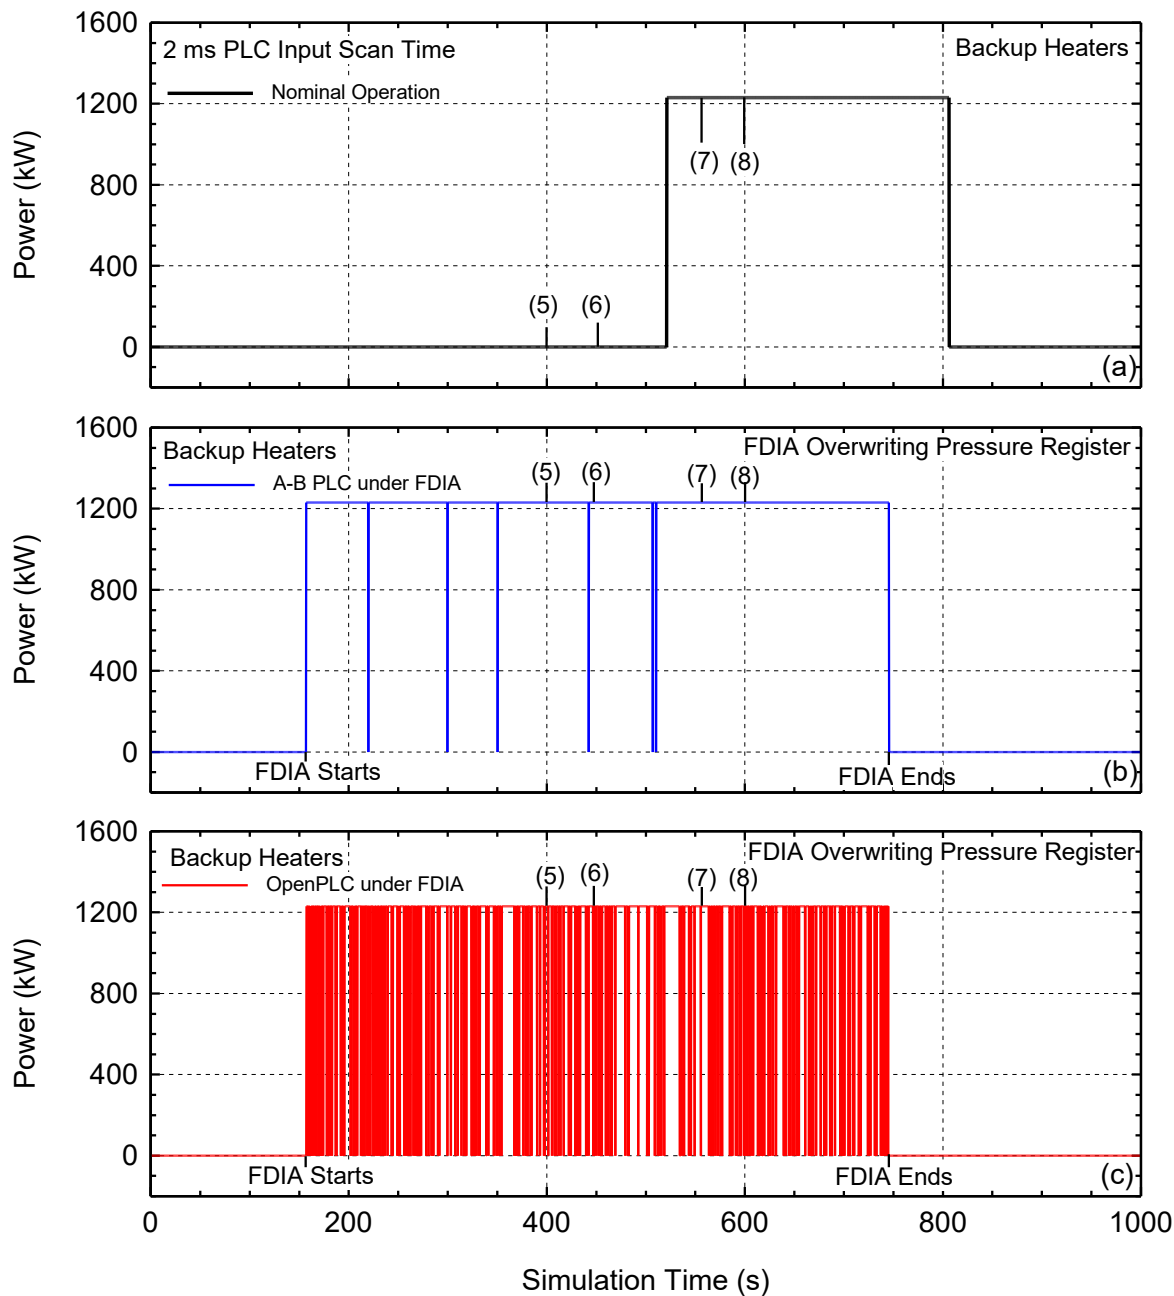 1600
2 ms PLC Input Scan Time
Backup Heaters
Nominal Operation
1200
(7)
(8)
800
Power (kW)
400
(5)
(6)
0
(a)
1600
Backup Heaters
FDIA Overwriting Pressure Register
A-B PLC under FDIA
(5)
(6)
(7)
(8)
1200
800
Power (kW)
400
0
FDIA Starts
FDIA Ends
(b)
1600
Backup Heaters
FDIA Overwriting Pressure Register
OpenPLC under FDIA
(5)
(6)
(7)
(8)
1200
800
Power (kW)
400
0
FDIA Starts
FDIA Ends
(c)
0 200 400 600 800 1000
Simulation Time (s)